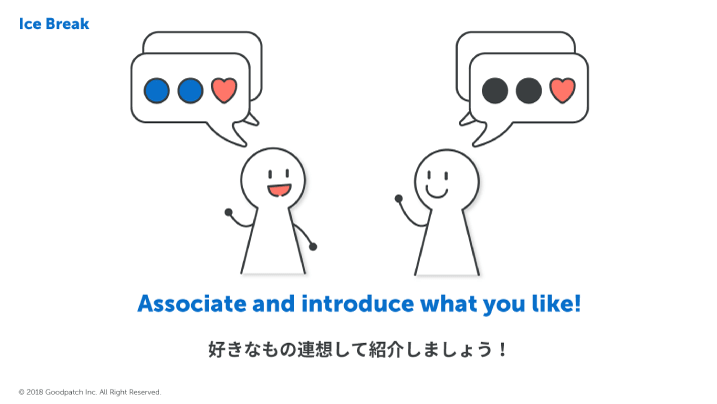 Ice Break
Associate and introduce what you like!
好きなもの連想して紹介しましょう！
© 2018 Goodpatch Inc. All Right Reserved.